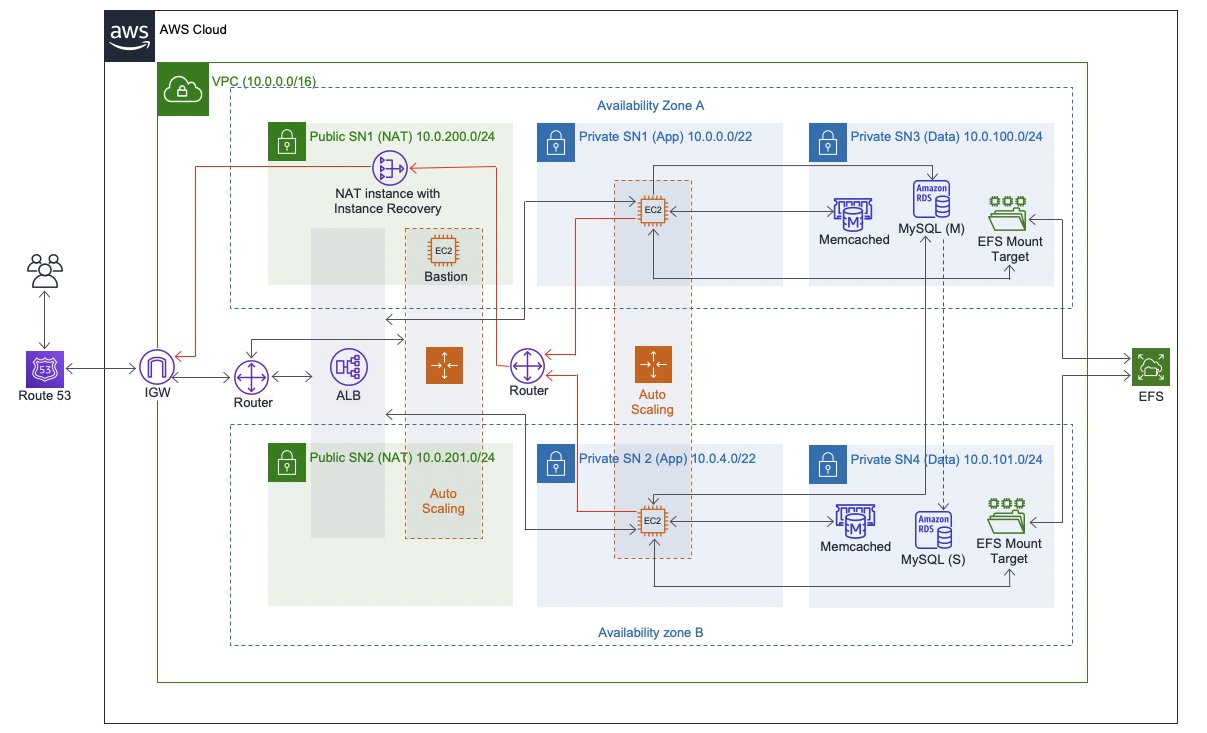 aws
AWS Cloud
VPC (10.0.0.0/16)
Availability Zone A
Public SN1 (NAT) 10.0.200.0/24
Private SN1 (App) 10.0.0.0/22
Private SN3 (Data) 10.0.100.0/24
NAT instance with
Instance Recovery
EC2
Bastion
EC2
Memcached
M
Amazon
RDS
MySQL (M)
EFS Mount
Target
53
Route 53
IGW
Router
ALB
Router
Auto
Scaling
EFS
Public SN2 (NAT) 10.0.201.0/24
Private SN 2 (App) 10.0.4.0/22
Private SN4 (Data) 10.0.101.0/24
Auto
Scaling
EC2
M
Memcached
Amazon
RDS
MySQL (S)
EFS Mount
Target
Availability zone B